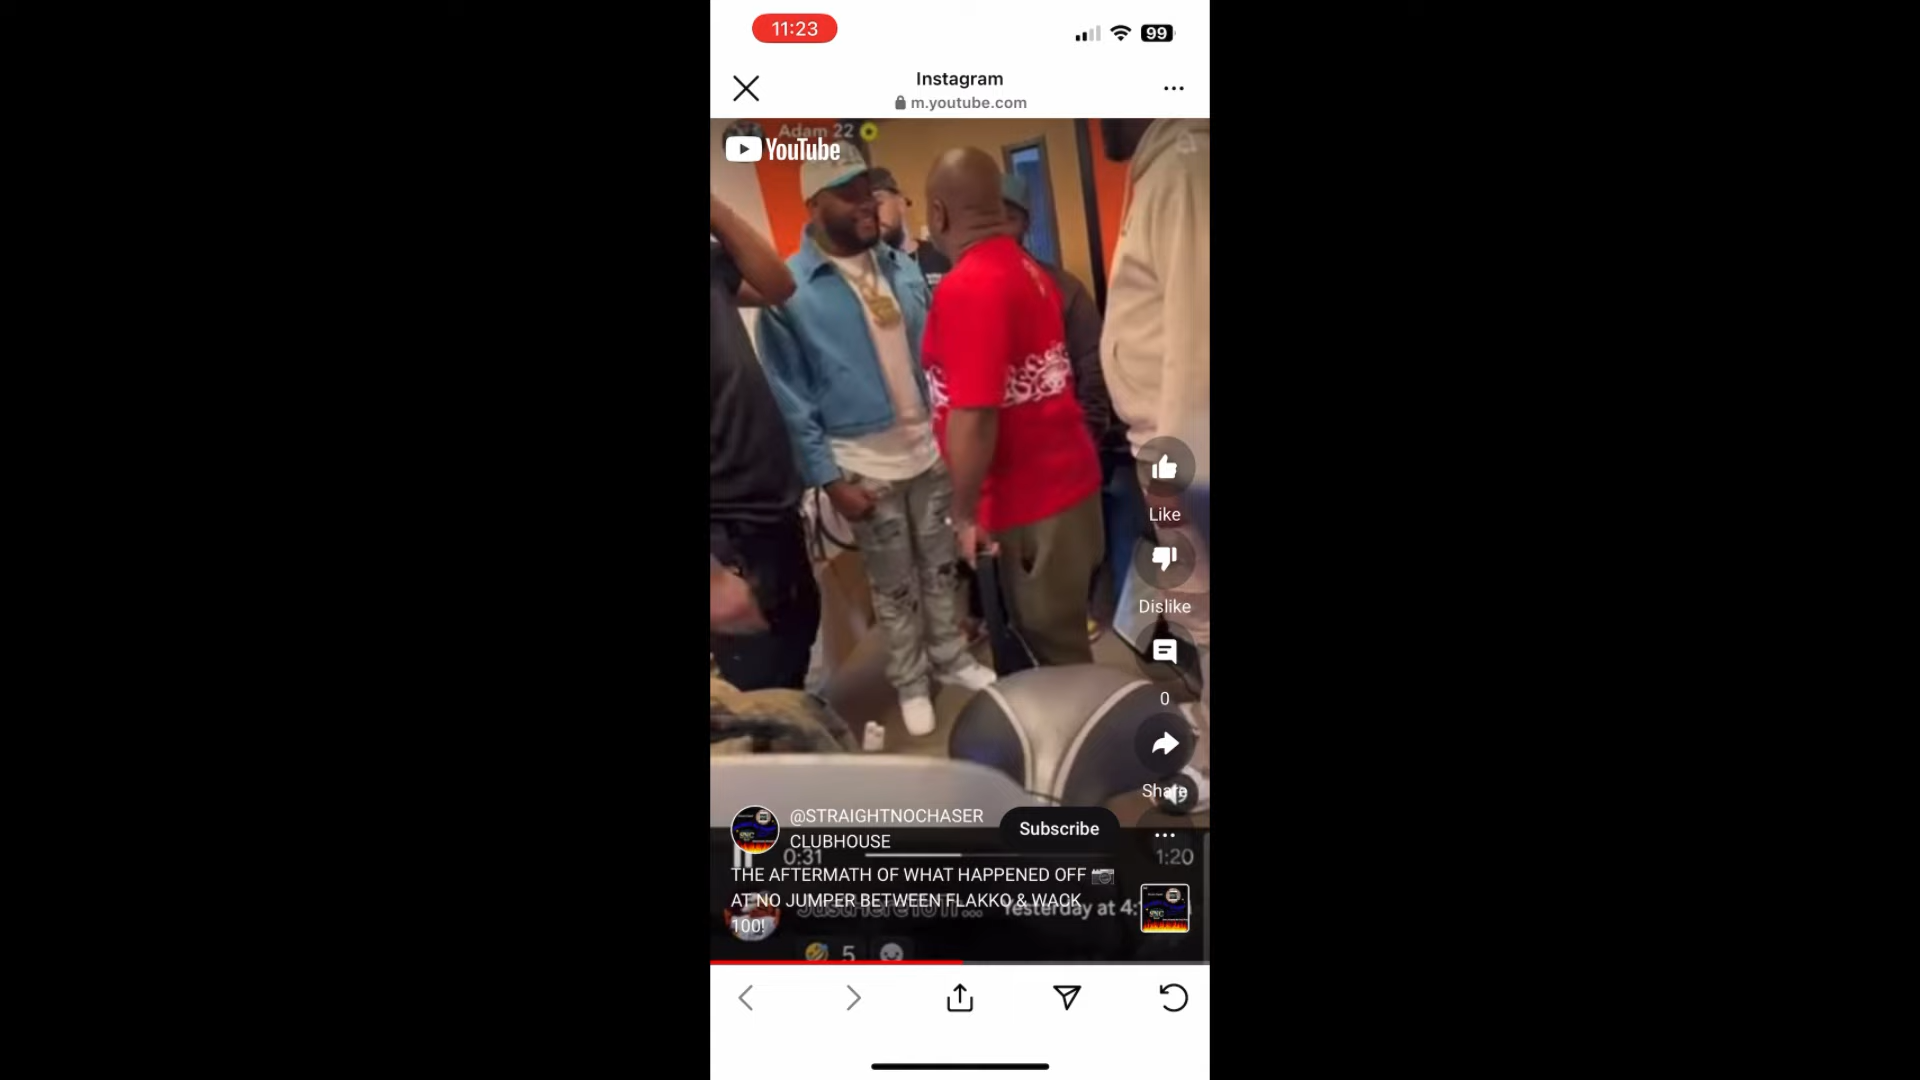 11:23
99
Instagram
m.youtube.com
Adam 22
YouTube
Like
Dislike
0
Share
@STRAIGHTNOCHASER
CLUBHOUSE
Subscribe
0:31
1:20
THE AFTERMATH OF WHAT HAPPENED OFF 📷
AT NO JUMPER BETWEEN FLAKKO & WACK
100!
Yesterday at 4:
5